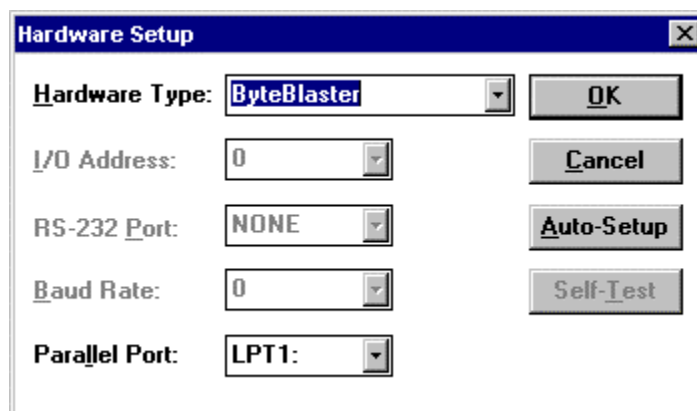 Hardware Setup
Hardware Type: ByteBlaster OK
I/O Address: 0 Cancel
RS-232 Port: NONE Auto-Setup
Baud Rate: 0 Self-Test
Parallel Port: LPT1: